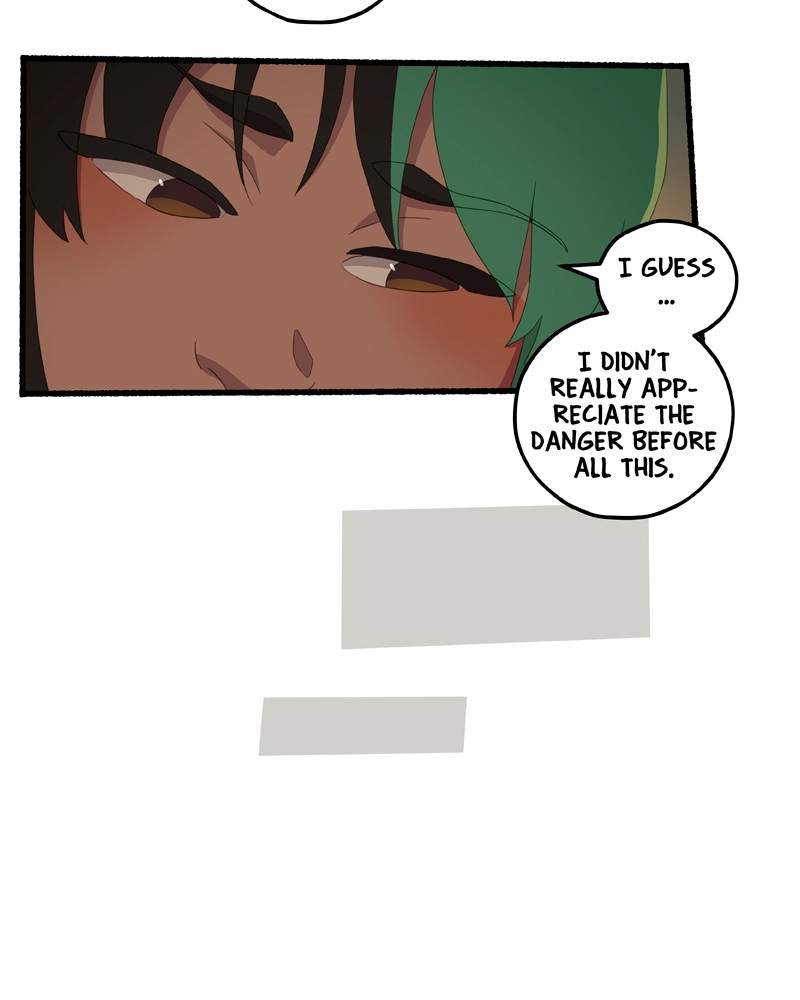 I GUESS
...
I DIDN'T
REALLY APP-
RECIATE THE
DANGER BEFORE
ALL THIS.